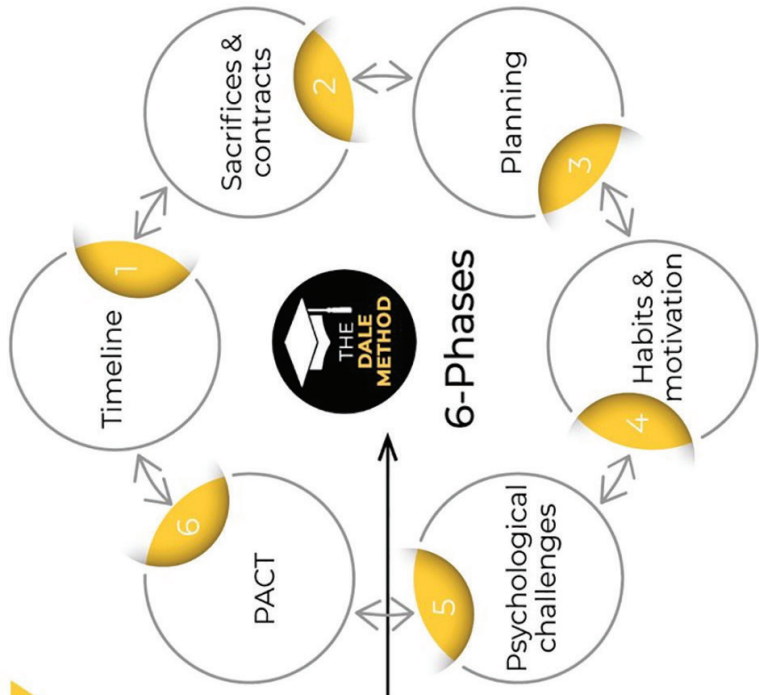 1
Timeline
2
Sacrifices &
contracts
3
Planning
4
Habits &
motivation
5
Psychological
challenges
6
PACT
THE
DALE
METHOD
6-Phases